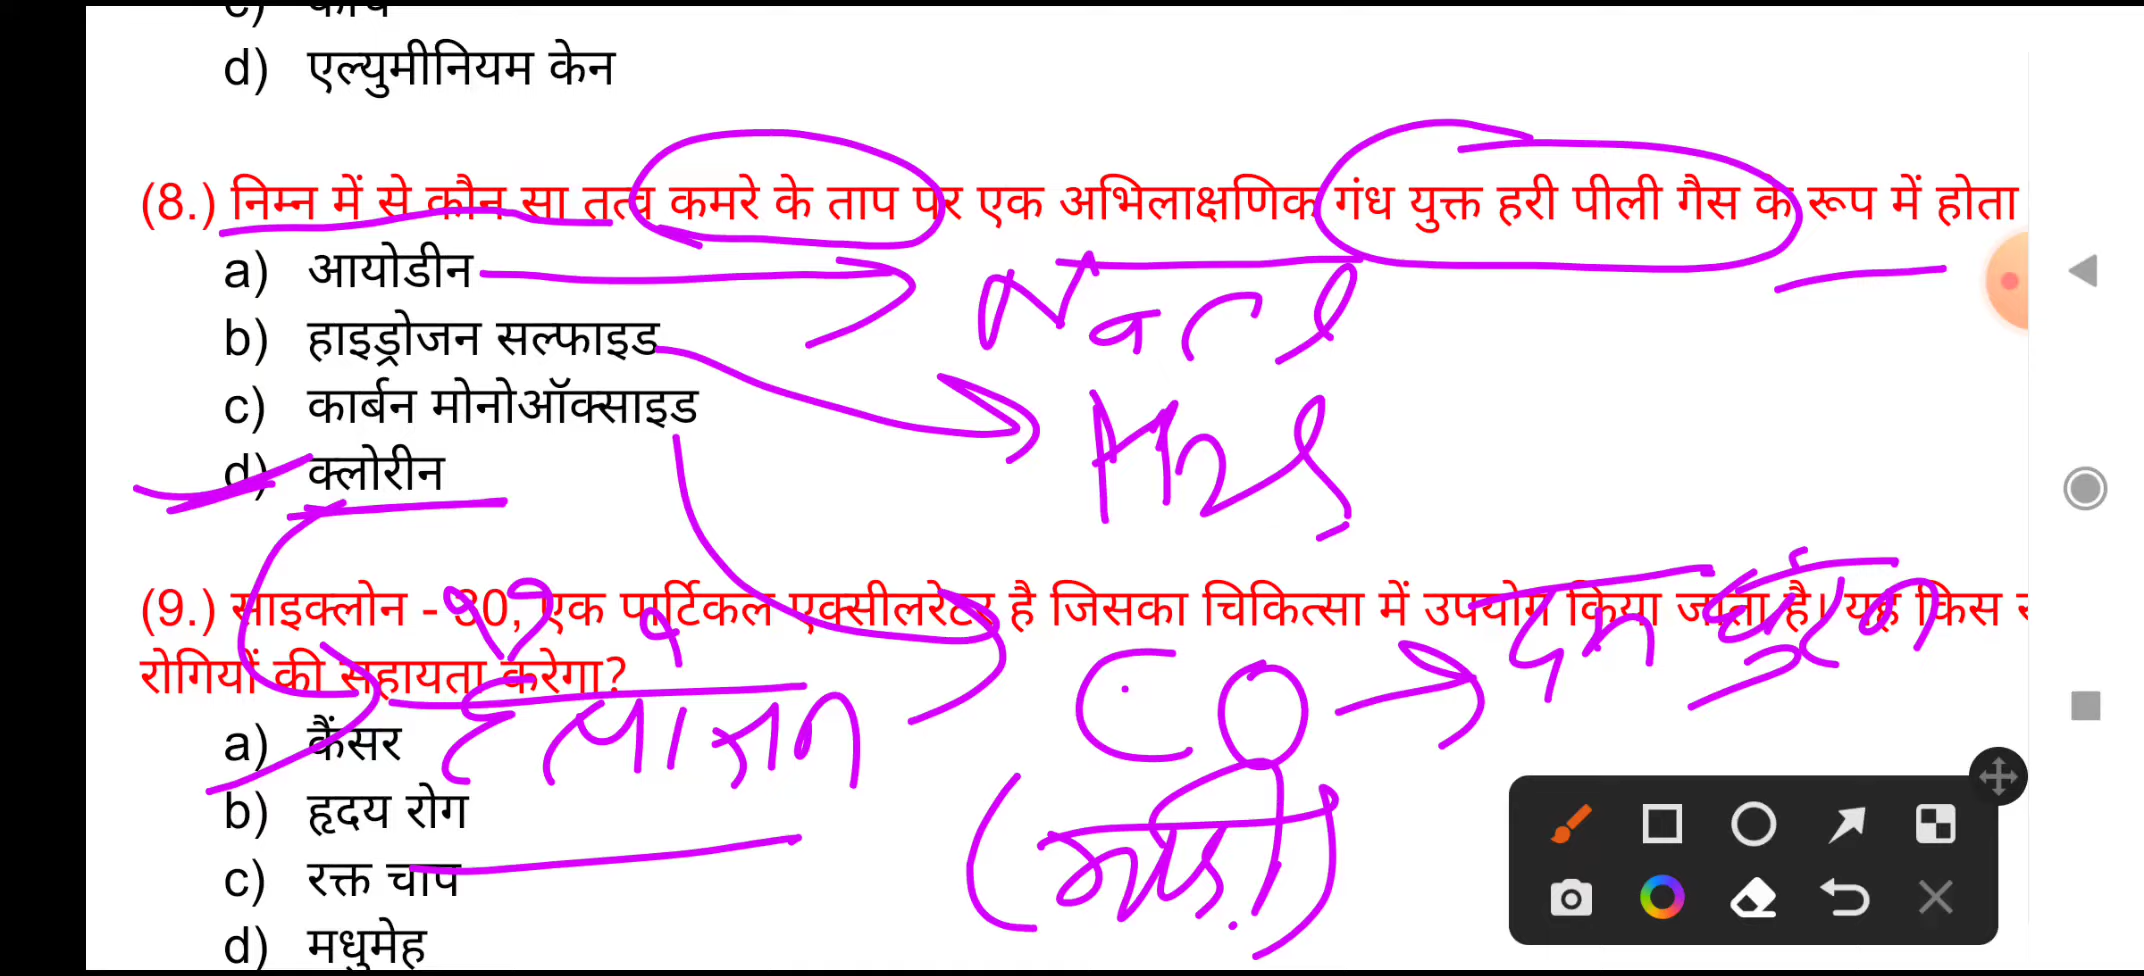 d) एल्युमीनियम केन
(8.) निम्न में से कौन सा तत्व कमरे के ताप पर एक अभिलाक्षणिक गंध युक्त हरी पीली गैस के रूप में होता
a) आयोडीन
Nacl
b) हाइड्रोजन सल्फाइड
c) कार्बन मोनोऑक्साइड
H2S
d) क्लोरीन
(9.) साइक्लोन -30, एक पार्टिकल एक्सीलरेटर है जिसका चिकित्सा में उपयोग किया जाता है। यह किस
रोगियों की सहायता करेगा?
CO
a) कैंसर
b) हृदय रोग
c) रक्त चाप
d) मधुमेह